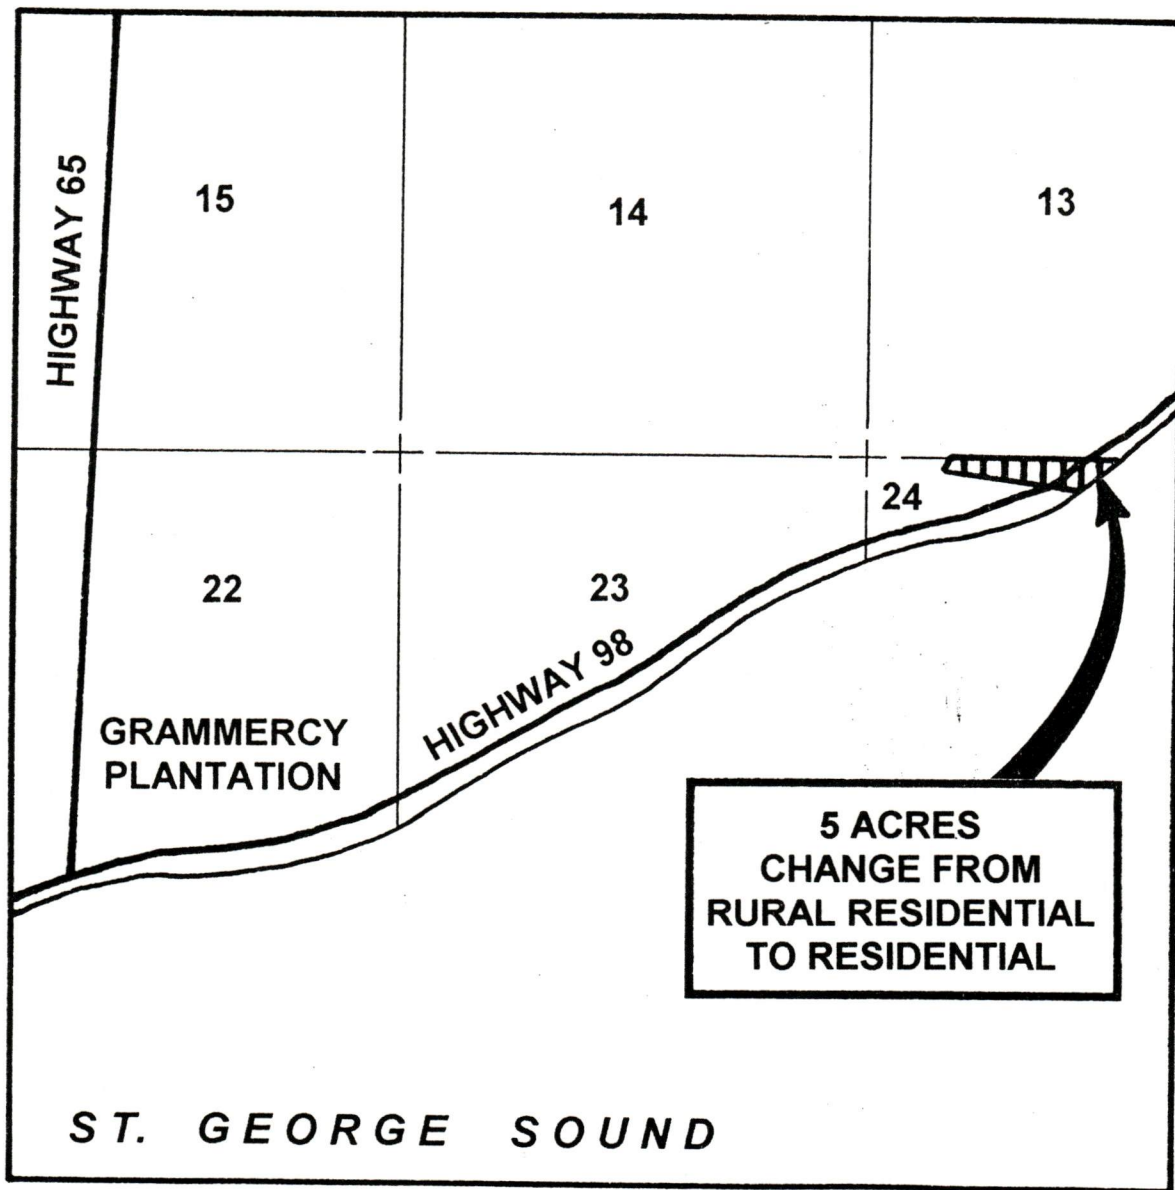 HIGHWAY 65
15
14
13
24
22
23
HIGHWAY 98
GRAMMERCY
PLANTATION
5 ACRES
CHANGE FROM
RURAL RESIDENTIAL
TO RESIDENTIAL
ST. GEORGE SOUND